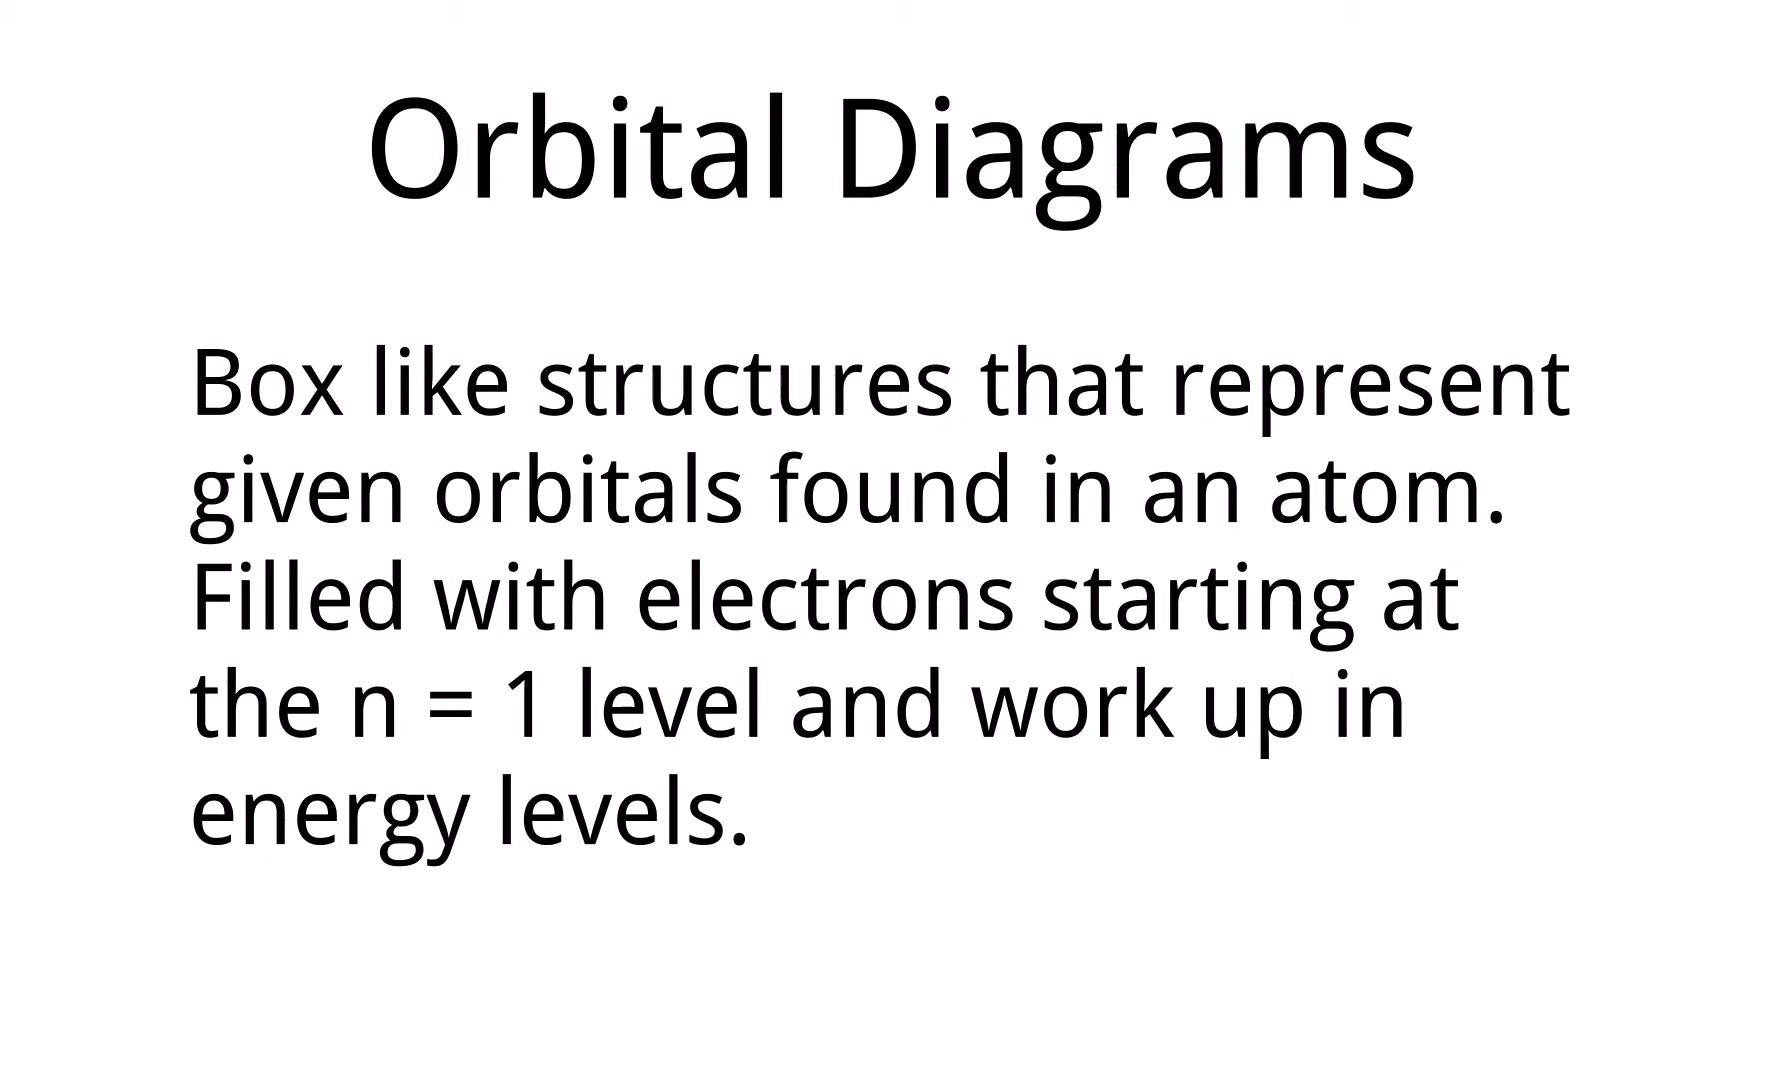 Orbital Diagrams
Box like structures that represent
given orbitals found in an atom.
Filled with electrons starting at
the n = 1 level and work up in
energy levels.